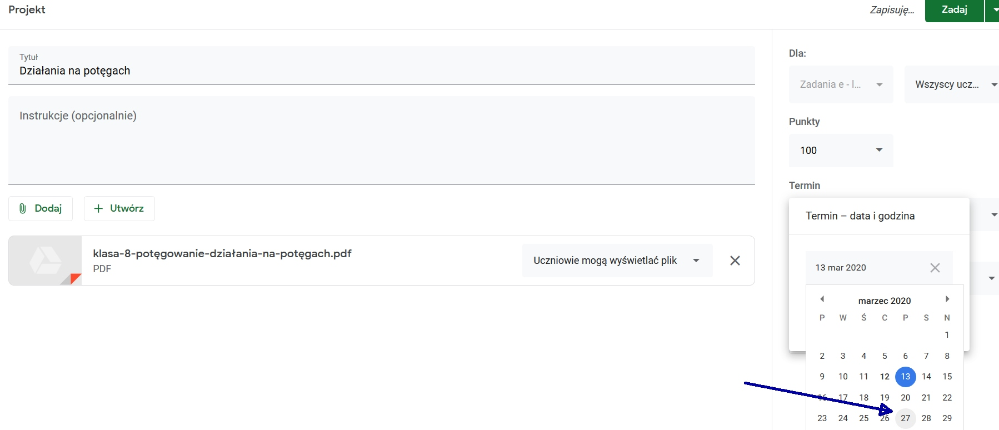 Projekt
Zapisuję...
Zadaj
Tytuł
Działania na potęgach
Instrukcje (opcjonalnie)
Dodaj
Utwórz
klasa-8-potęgowanie-działania-na-potęgach.pdf
PDF
Uczniowie mogą wyświetlać plik
Dla:
Zadania e - l...
Wszyscy ucz...
Punkty
100
Termin
Termin – data i godzina
13 mar 2020
marzec 2020
P W Ś C P S N
1
2 3 4 5 6 7 8
9 10 11 12 13 14 15
16 17 18 19 20 21 22
23 24 25 26 27 28 29